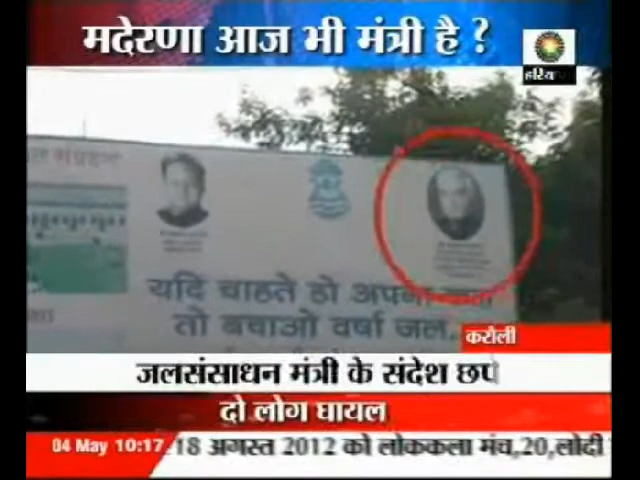 मदेरणा आज भी मंत्री है ?
यदि चाहते हो अपना कल
तो बचाओ वर्षा जल
करौली
जलसंसाधन मंत्री के संदेश छपे
दो लोग घायल
04 May 10:17
18 अगस्त 2012 को लोककला मंच,20,लोदी